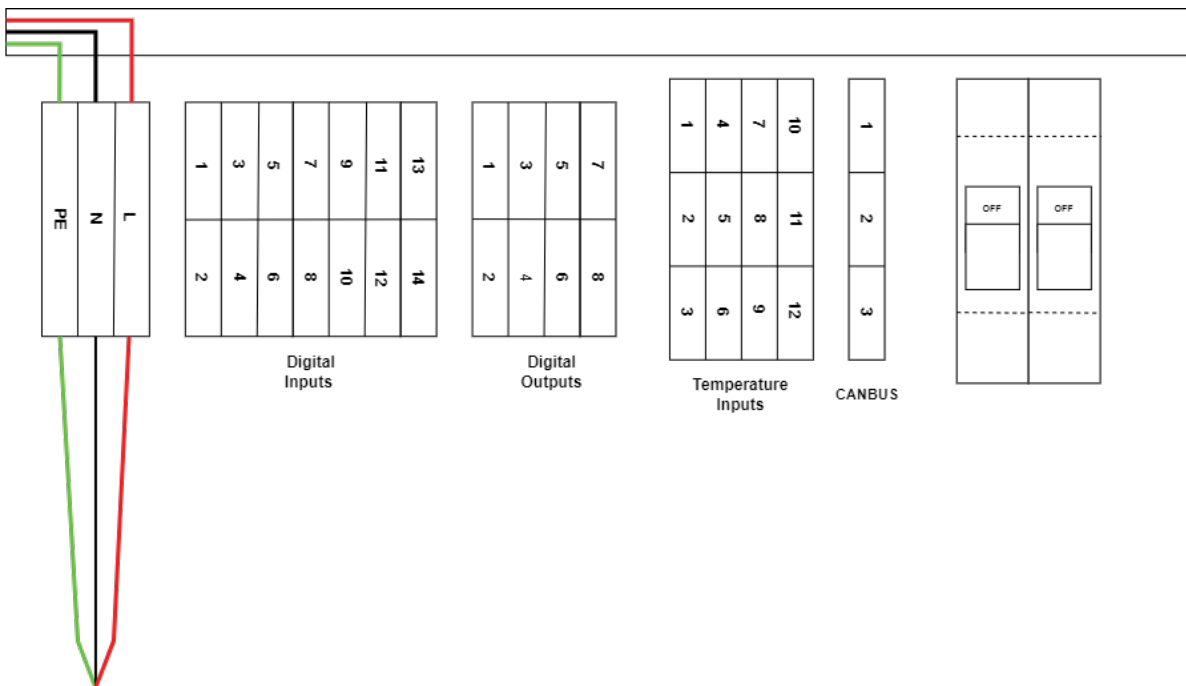 PE N L
1 3 5 7 9 11 13
2 4 6 8 10 12 14
Digital
Inputs
1 3 5 7
2 4 6 8
Digital
Outputs
1 4 7 10
2 5 8 11
3 6 9 12
Temperature
Inputs
1
2
3
CANBUS
OFF OFF